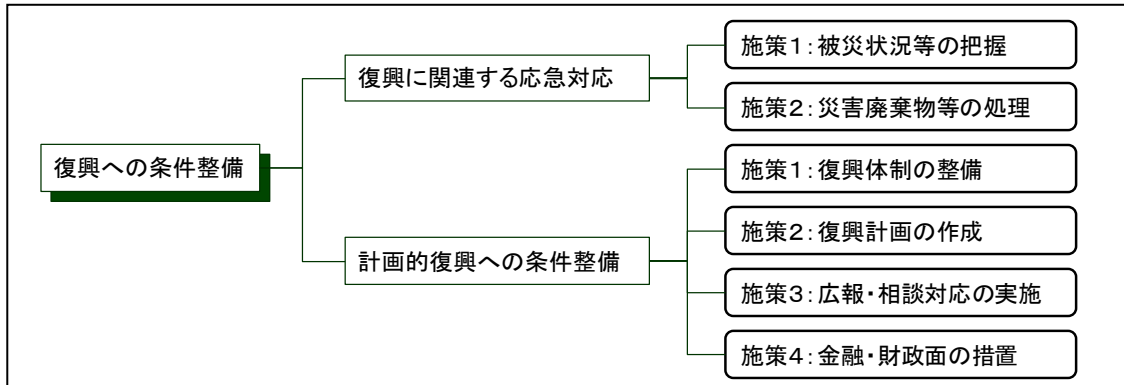 復興への条件整備
復興に関連する応急対応
施策1：被災状況等の把握
施策2：災害廃棄物等の処理
計画的復興への条件整備
施策1：復興体制の整備
施策2：復興計画の作成
施策3：広報・相談対応の実施
施策4：金融・財政面の措置